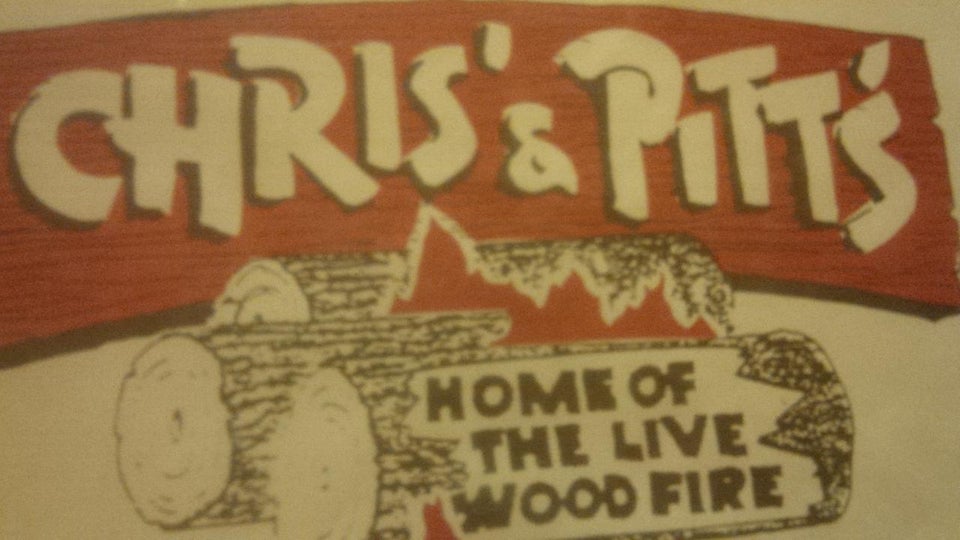 CHRIS' & PITT'S
HOME OF
THE LIVE
WOOD FIRE